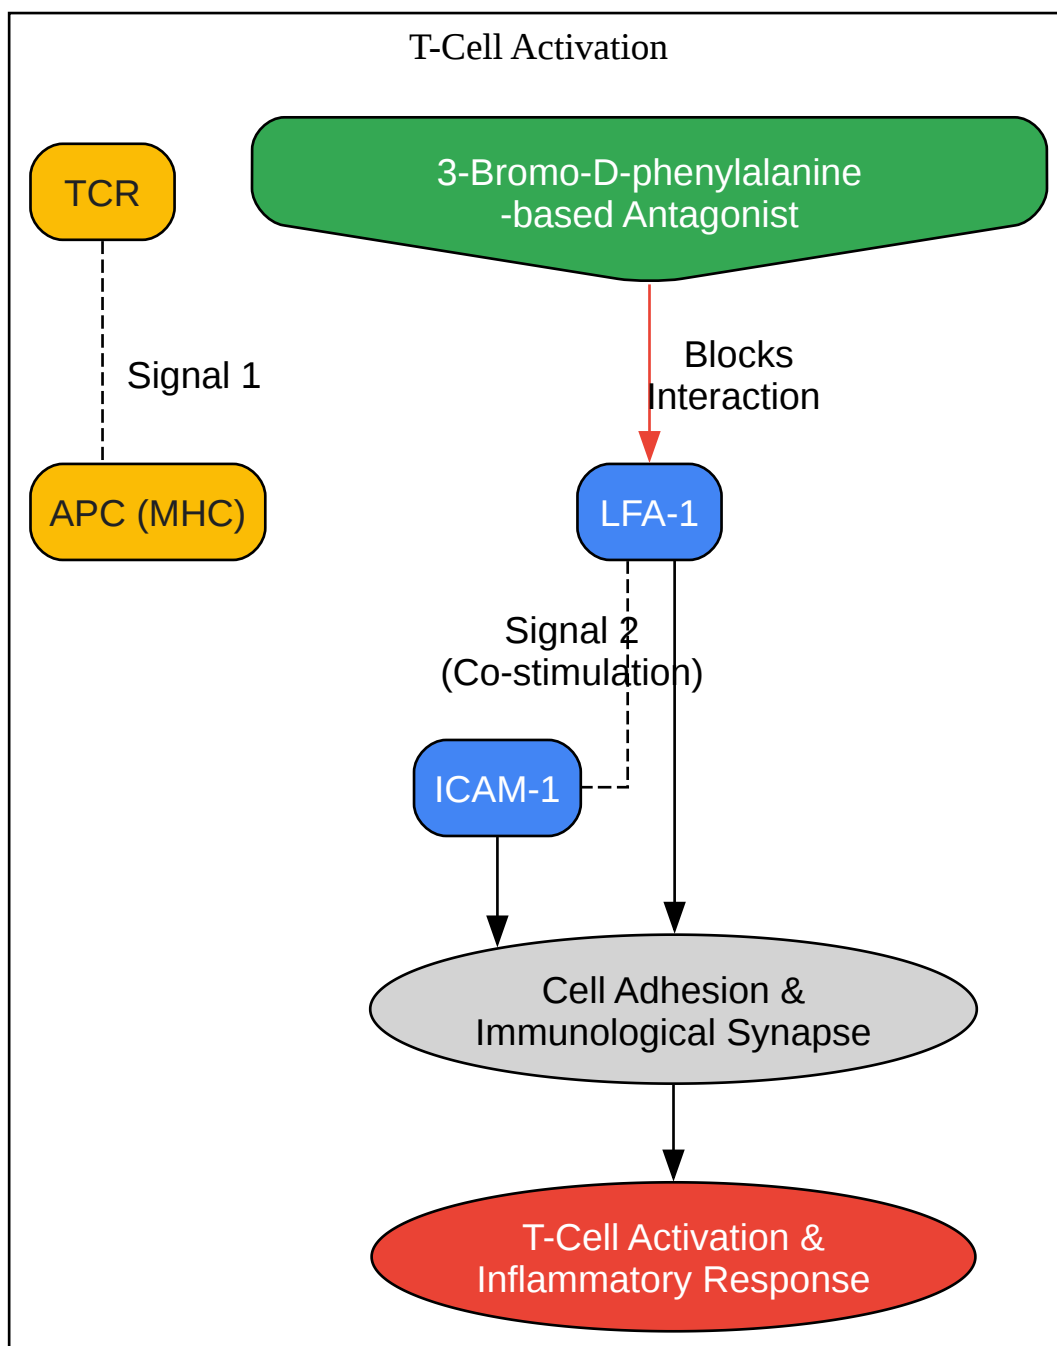 T-Cell Activation
TCR
3-Bromo-D-phenylalanine
-based Antagonist
Signal 1
Blocks
Interaction
APC (MHC)
LFA-1
Signal 2
(Co-stimulation)
ICAM-1
Cell Adhesion &
Immunological Synapse
T-Cell Activation &
Inflammatory Response